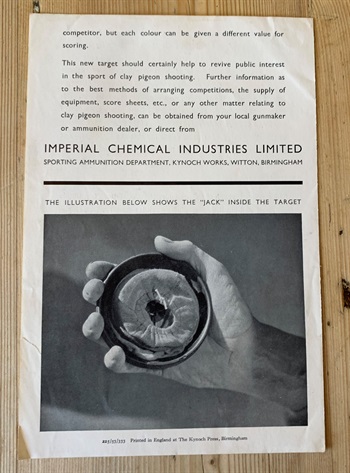 competitor, but each colour can be given a different value for
scoring.
This new target should certainly help to revive public interest
in the sport of clay pigeon shooting. Further information as
to the best methods of arranging competitions, the supply of
equipment, score sheets, etc., or any other matter relating to
clay pigeon shooting, can be obtained from your local gunmaker
or ammunition dealer, or direct from
IMPERIAL CHEMICAL INDUSTRIES LIMITED
SPORTING AMMUNITION DEPARTMENT, KYNOCH WORKS, WITTON, BIRMINGHAM
THE ILLUSTRATION BELOW SHOWS THE "JACK" INSIDE THE TARGET
Printed in England at The Kynoch Press, Birmingham